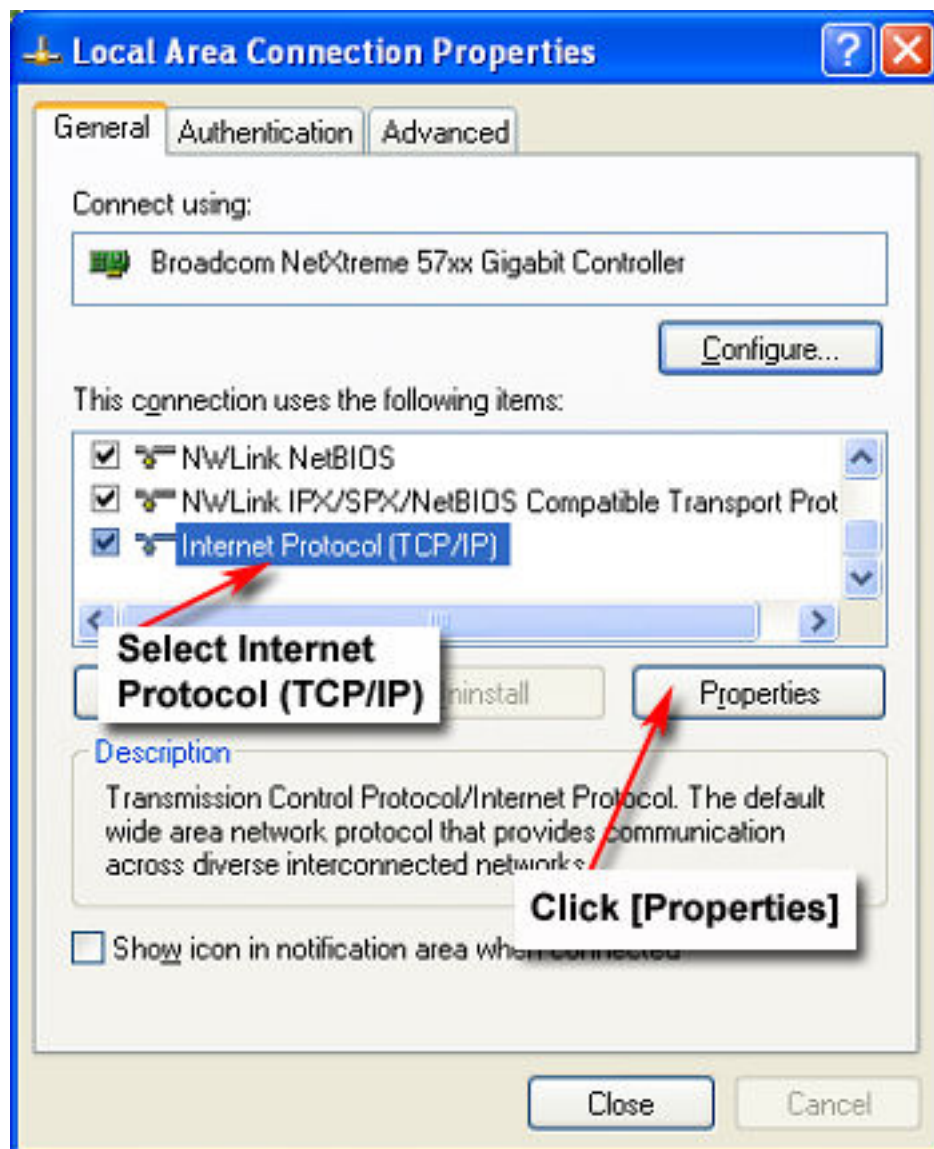 Local Area Connection Properties
General
Authentication
Advanced
Connect using:
Broadcom NetXtreme 57xx Gigabit Controller
Configure...
This connection uses the following items:
NWLink NetBIOS
NWLink IPX/SPX/NetBIOS Compatible Transport Prot
Internet Protocol (TCP/IP)
Select Internet
Protocol (TCP/IP)
Properties
Description
Transmission Control Protocol/Internet Protocol. The default
wide area network protocol that provides communication
across diverse interconnected networks.
Click [Properties]
Show icon in notification area when connected
Close
Cancel